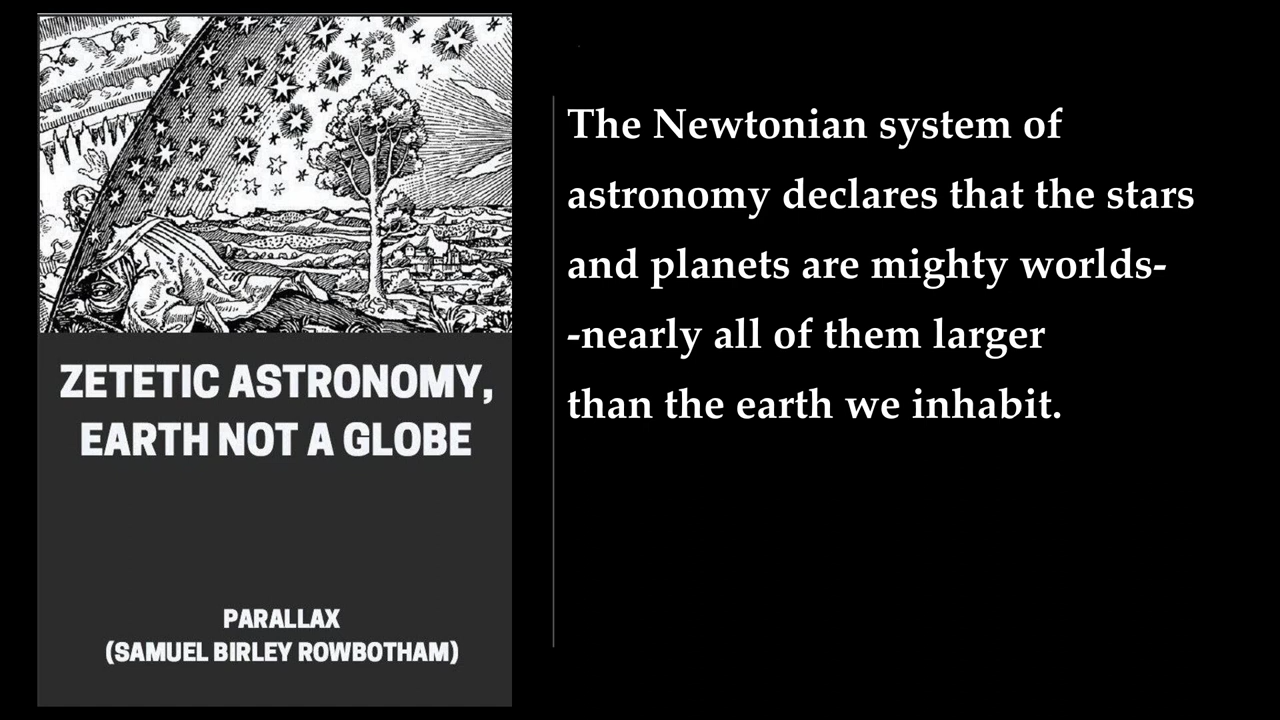 ZETETIC ASTRONOMY,
EARTH NOT A GLOBE
PARALLAX
(SAMUEL BIRLEY ROWBOTHAM)
The Newtonian system of
astronomy declares that the stars
and planets are mighty worlds-
-nearly all of them larger
than the earth we inhabit.